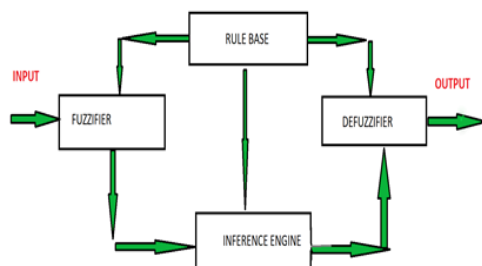 RULE BASE
INPUT
OUTPUT
FUZZIFIER
DEFUZZIFIER
INFERENCE ENGINE